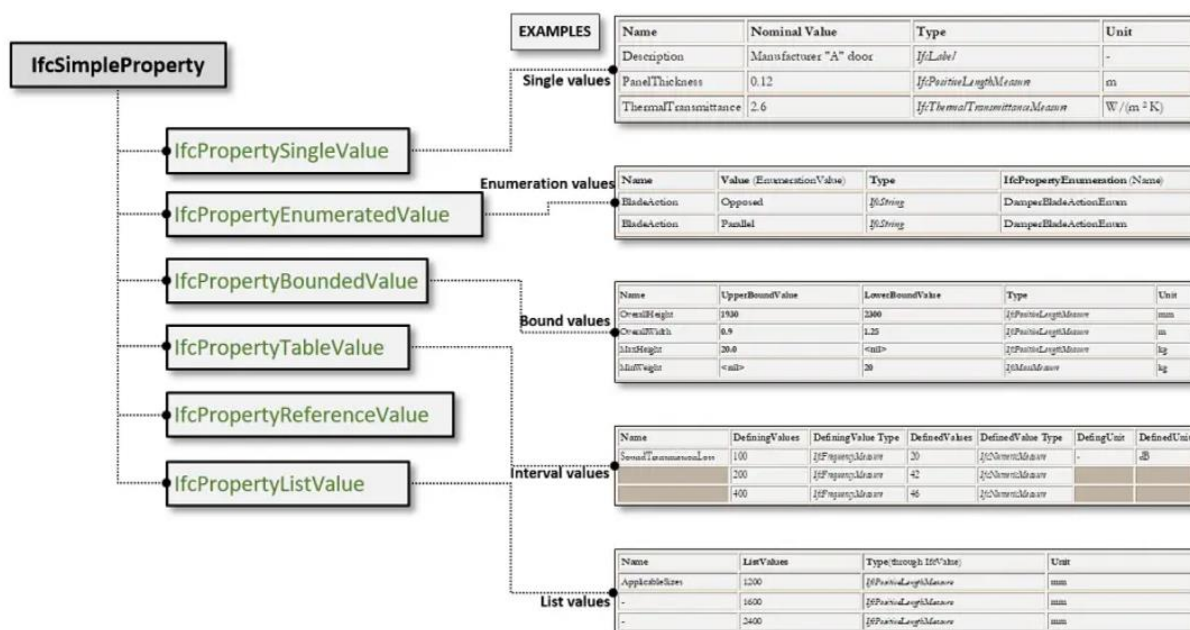 IfcSimpleProperty
IfcPropertySingleValue
IfcPropertyEnumeratedValue
IfcPropertyBoundedValue
IfcPropertyTableValue
IfcPropertyReferenceValue
IfcPropertyListValue
EXAMPLES
Single values
Name Nominal Value Type Unit
Description Manufacturer "A" door IfcLabel -
PanelThickness 0.12 IfcPositiveLengthMeasure m
ThermalTransmittance 2.6 IfcThermalTransmittanceMeasure W/(m 2 K)
Enumeration values
Name Value (EnumerationValue) Type IfcPropertyEnumeration (Name)
BladeAction Opposed IfcString DamperBladeActionEnum
BladeAction Parallel IfcString DamperBladeActionEnum
Bound values
Name UpperBoundValue LowerBoundValue Type Unit
OverallHeight 1930 2300 IfcPositiveLengthMeasure mm
OverallWidth 0.9 1.25 IfcPositiveLengthMeasure m
MaxHeight 20.0 <nil> IfcPositiveLengthMeasure kg
MinWeight <nil> 20 IfcMassMeasure kg
Interval values
Name DefiningValues DefiningValue Type DefinedValues DefinedValue Type DefingUnit DefinedUnit
SoundTransmissionLoss 100 IfcFrequencyMeasure 20 IfcNumericMeasure - dB
200 IfcFrequencyMeasure 42 IfcNumericMeasure
400 IfcFrequencyMeasure 46 IfcNumericMeasure
List values
Name ListValues Type(through IfcValue) Unit
ApplicableSizes 1200 IfcPositiveLengthMeasure mm
- 1600 IfcPositiveLengthMeasure mm
- 2400 IfcPositiveLengthMeasure mm